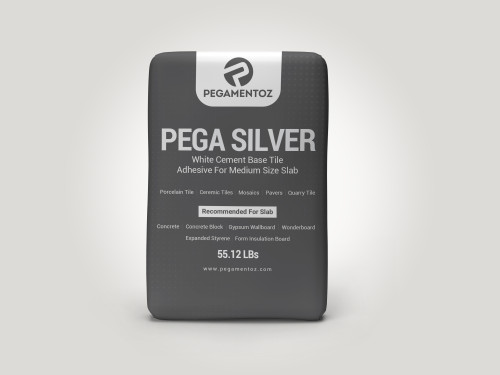 PEGAMENTOZ
PEGA SILVER
White Cement Base Tile
Adhesive For Medium Size Slab
Porcelain Tile Ceremic Tiles Mosaics Pavers Quarry Tile
Recommended For Slab
Concrete Concrete Block Gypsum Wallboard Wonderboard
Expanded Styrene Form Insulation Board
55.12 LBs
www.pegamentoz.com